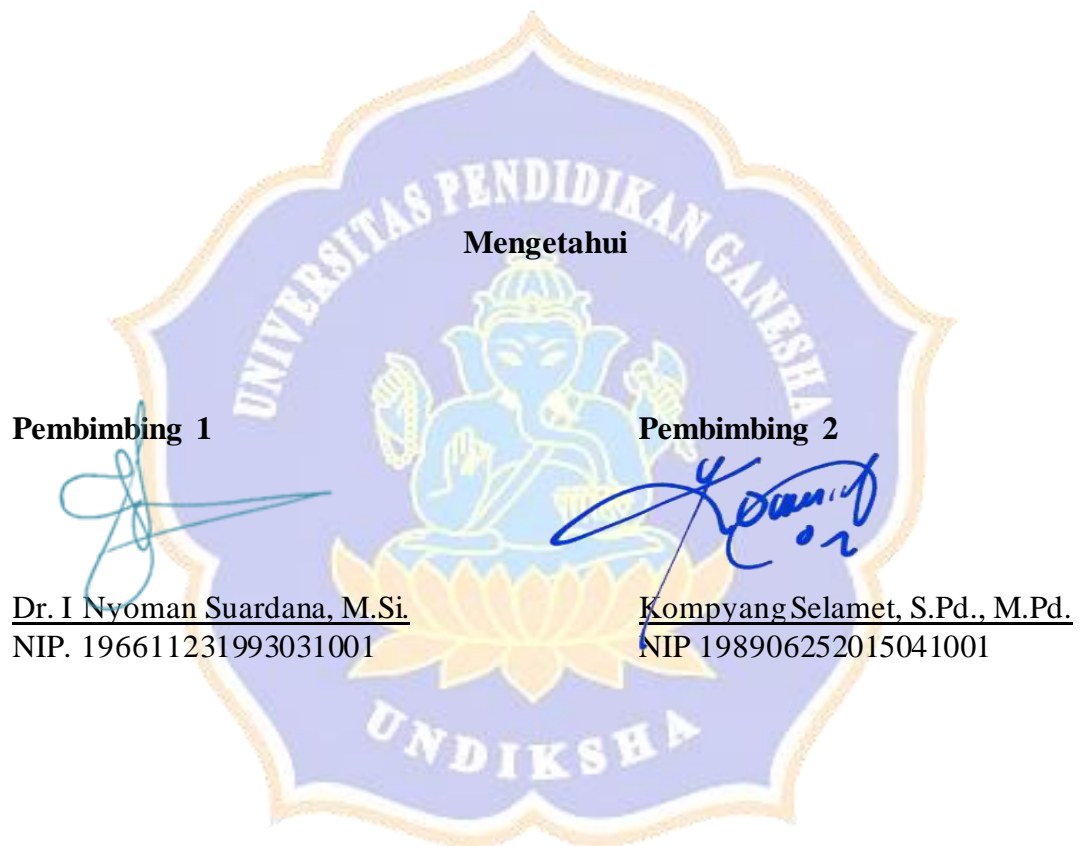 UNIVERSITAS PENDIDIKAN GANESHA
Mengetahui
Pembimbing 1
Pembimbing 2
Dr. I Nyoman Suardana, M.Si.
Kompyang Selamet, S.Pd., M.Pd.
NIP. 196611231993031001
NIP 198906252015041001
UNDIKSHA